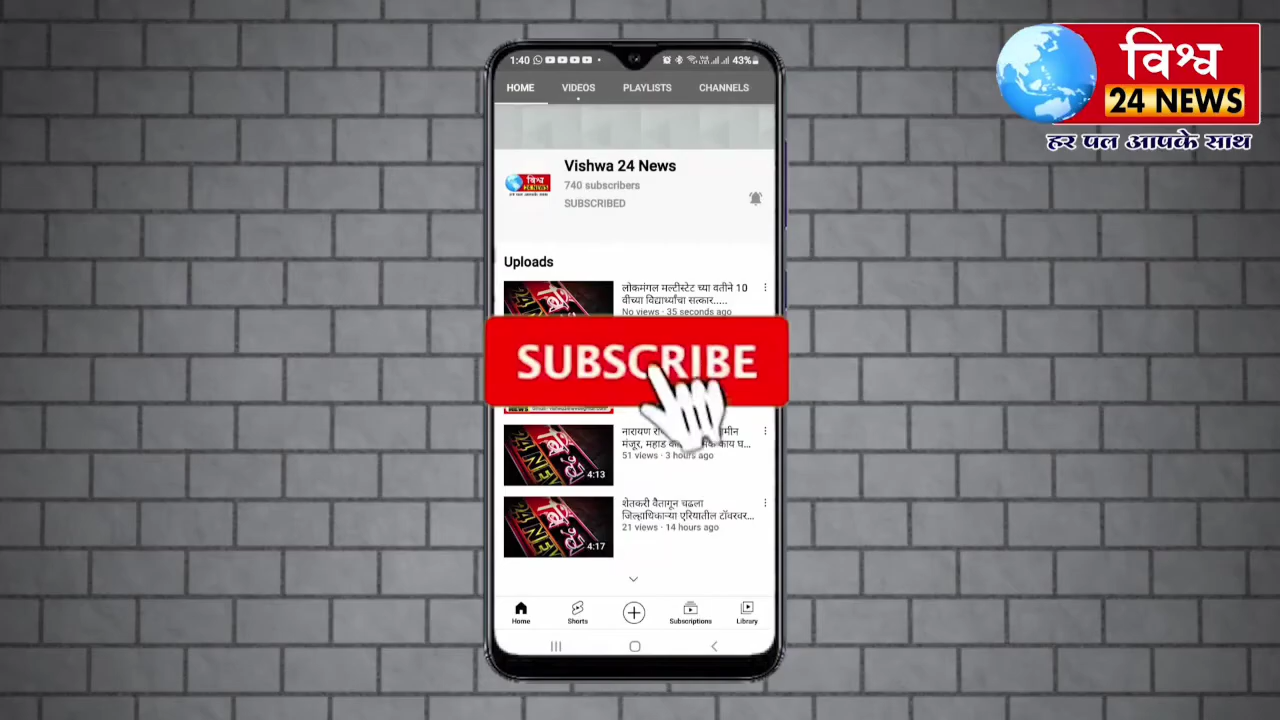 विश्व
24 NEWS
हर पल आपके साथ
1:40
43%
HOME VIDEOS PLAYLISTS CHANNELS
Vishwa 24 News
740 subscribers
SUBSCRIBED
Uploads
लोकमंगल मल्टीस्टेट च्या वतीने 10
वीच्या विद्यार्थ्यांचा सत्कार.....
No views · 35 seconds ago
SUBSCRIBE
नारायण
मंजूर, महाड
51 views · 3 hours ago
4:13
शेतकरी वैतागून चढला
जिल्हाधिकाऱ्या एरियातील टॉवरवर...
21 views · 14 hours ago
4:17
Home Shorts Subscriptions Library